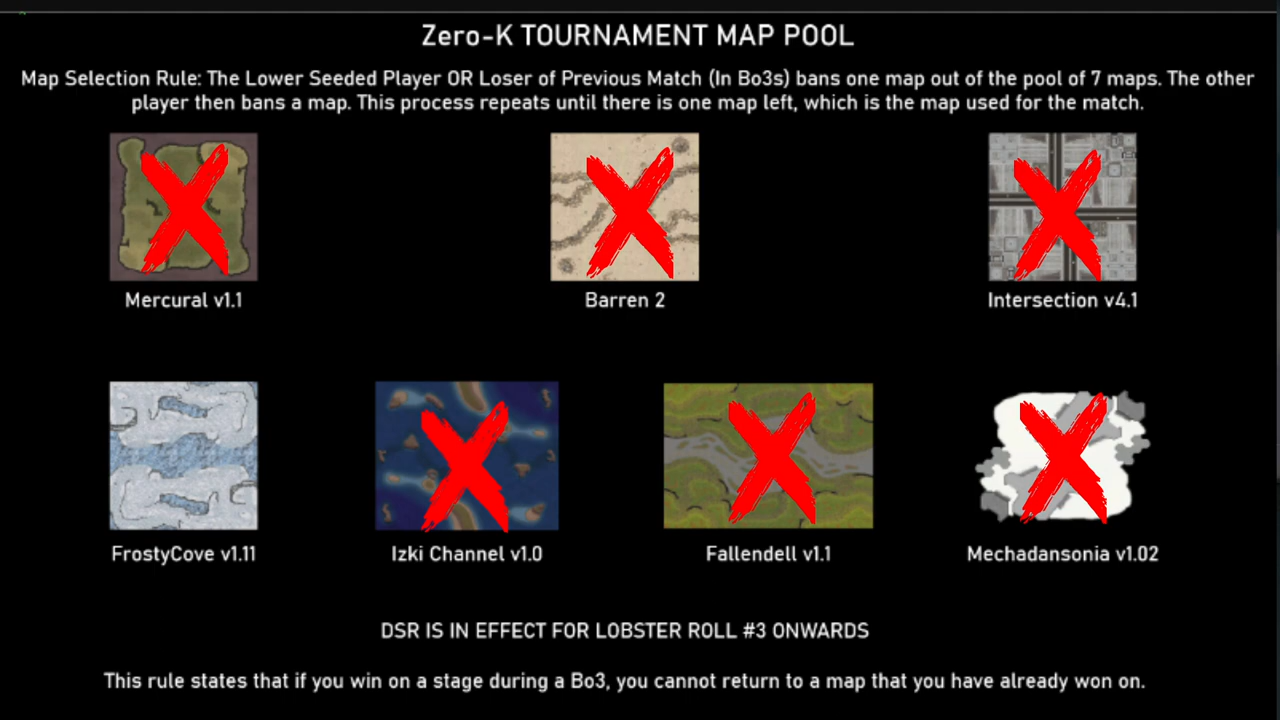 Zero-K TOURNAMENT MAP POOL
Map Selection Rule: The Lower Seeded Player OR Loser of Previous Match (In Bo3s) bans one map out of the pool of 7 maps. The other
player then bans a map. This process repeats until there is one map left, which is the map used for the match.
Mercural v1.1
Barren 2
Intersection v4.1
FrostyCove v1.11
Izki Channel v1.0
Fallendell v1.1
Mechadansonia v1.02
DSR IS IN EFFECT FOR LOBSTER ROLL #3 ONWARDS
This rule states that if you win on a stage during a Bo3, you cannot return to a map that you have already won on.